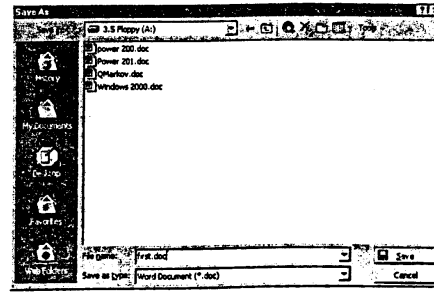 Save As
3.5 Floppy (A:)
Tools
power 200.doc
Power 201.doc
QMarkov.doc
Windows 2000.doc
History
My Documents
Desktop
Favorites
Web Folders
File name: first.doc
Save
Save as type: Word Document (*.doc)
Cancel